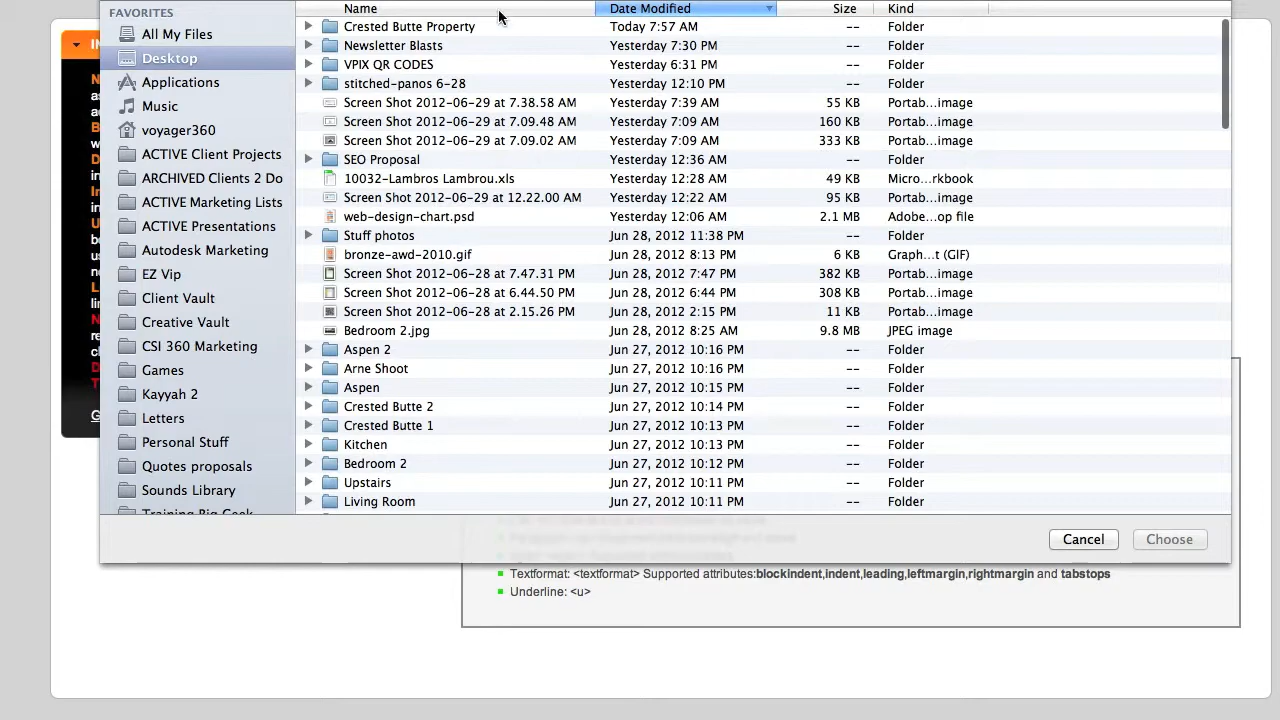 FAVORITES
All My Files
Desktop
Applications
Music
voyager360
ACTIVE Client Projects
ARCHIVED Clients 2 Do
ACTIVE Marketing Lists
ACTIVE Presentations
Autodesk Marketing
EZ Vip
Client Vault
Creative Vault
CSI 360 Marketing
Games
Kayyah 2
Letters
Personal Stuff
Quotes proposals
Sounds Library
Training Big Geek
Name Date Modified Size Kind
Crested Butte Property Today 7:57 AM -- Folder
Newsletter Blasts Yesterday 7:30 PM -- Folder
VPIX QR CODES Yesterday 6:31 PM -- Folder
stitched-panos 6-28 Yesterday 12:10 PM -- Folder
Screen Shot 2012-06-29 at 7.38.58 AM Yesterday 7:39 AM 55 KB Portab...image
Screen Shot 2012-06-29 at 7.09.48 AM Yesterday 7:09 AM 160 KB Portab...image
Screen Shot 2012-06-29 at 7.09.02 AM Yesterday 7:09 AM 333 KB Portab...image
SEO Proposal Yesterday 12:36 AM -- Folder
10032-Lambros Lambrou.xls Yesterday 12:28 AM 49 KB Micro...rkbook
Screen Shot 2012-06-29 at 12.22.00 AM Yesterday 12:22 AM 95 KB Portab...image
web-design-chart.psd Yesterday 12:06 AM 2.1 MB Adobe...op file
Stuff photos Jun 28, 2012 11:38 PM -- Folder
bronze-awd-2010.gif Jun 28, 2012 8:13 PM 6 KB Graph...t (GIF)
Screen Shot 2012-06-28 at 7.47.31 PM Jun 28, 2012 7:47 PM 382 KB Portab...image
Screen Shot 2012-06-28 at 6.44.50 PM Jun 28, 2012 6:44 PM 308 KB Portab...image
Screen Shot 2012-06-28 at 2.15.26 PM Jun 28, 2012 2:15 PM 11 KB Portab...image
Bedroom 2.jpg Jun 28, 2012 8:25 AM 9.8 MB JPEG image
Aspen 2 Jun 27, 2012 10:16 PM -- Folder
Arne Shoot Jun 27, 2012 10:16 PM -- Folder
Aspen Jun 27, 2012 10:15 PM -- Folder
Crested Butte 2 Jun 27, 2012 10:14 PM -- Folder
Crested Butte 1 Jun 27, 2012 10:13 PM -- Folder
Kitchen Jun 27, 2012 10:13 PM -- Folder
Bedroom 2 Jun 27, 2012 10:12 PM -- Folder
Upstairs Jun 27, 2012 10:11 PM -- Folder
Living Room Jun 27, 2012 10:11 PM -- Folder
Cancel Choose
Textformat: <textformat> Supported attributes:blockindent,indent,leading,leftmargin,rightmargin and tabstops
Underline: <u>